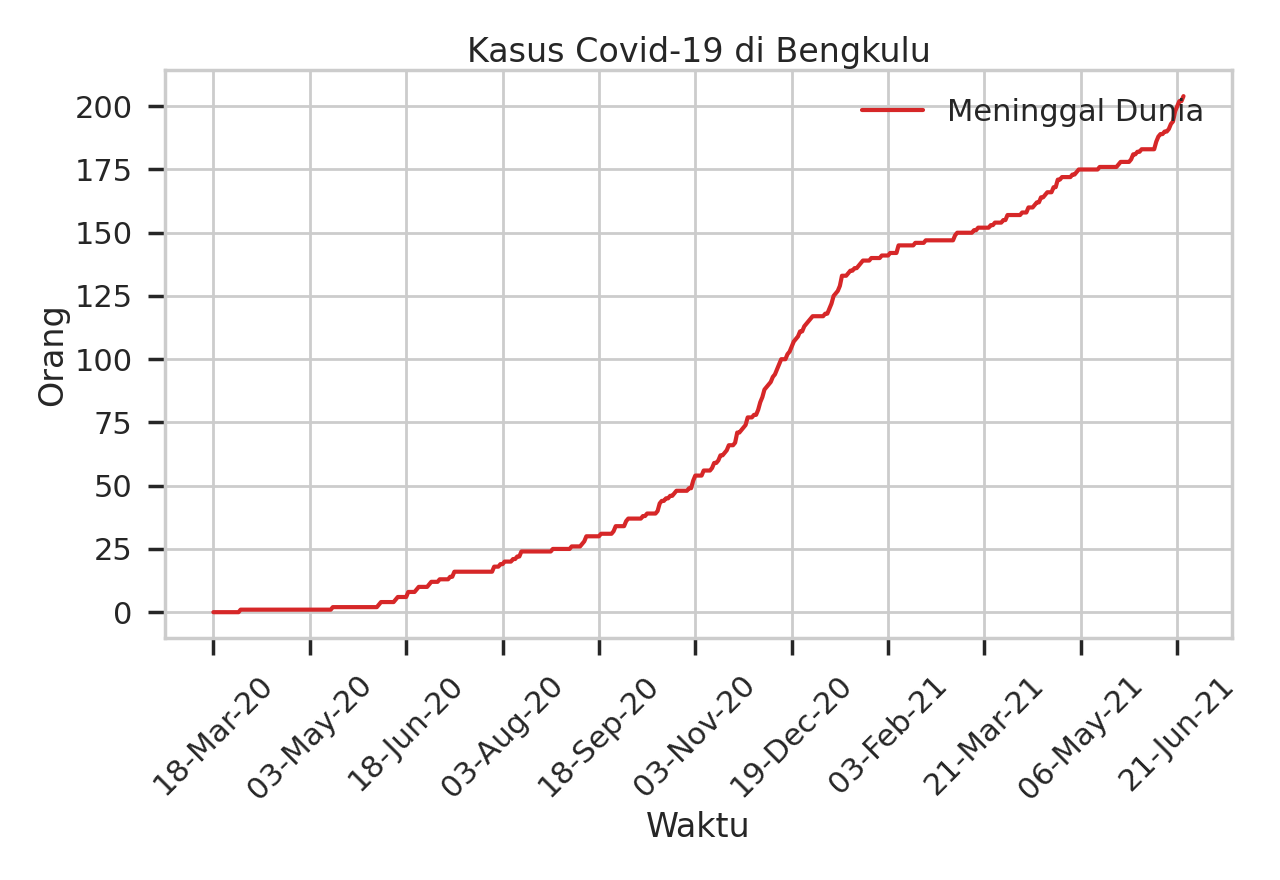 Kasus Covid-19 di Bengkulu
Meninggal Dunia
Orang
200
175
150
125
100
75
50
25
0
18-Mar-20
03-May-20
18-Jun-20
03-Aug-20
18-Sep-20
03-Nov-20
19-Dec-20
03-Feb-21
21-Mar-21
06-May-21
21-Jun-21
Waktu